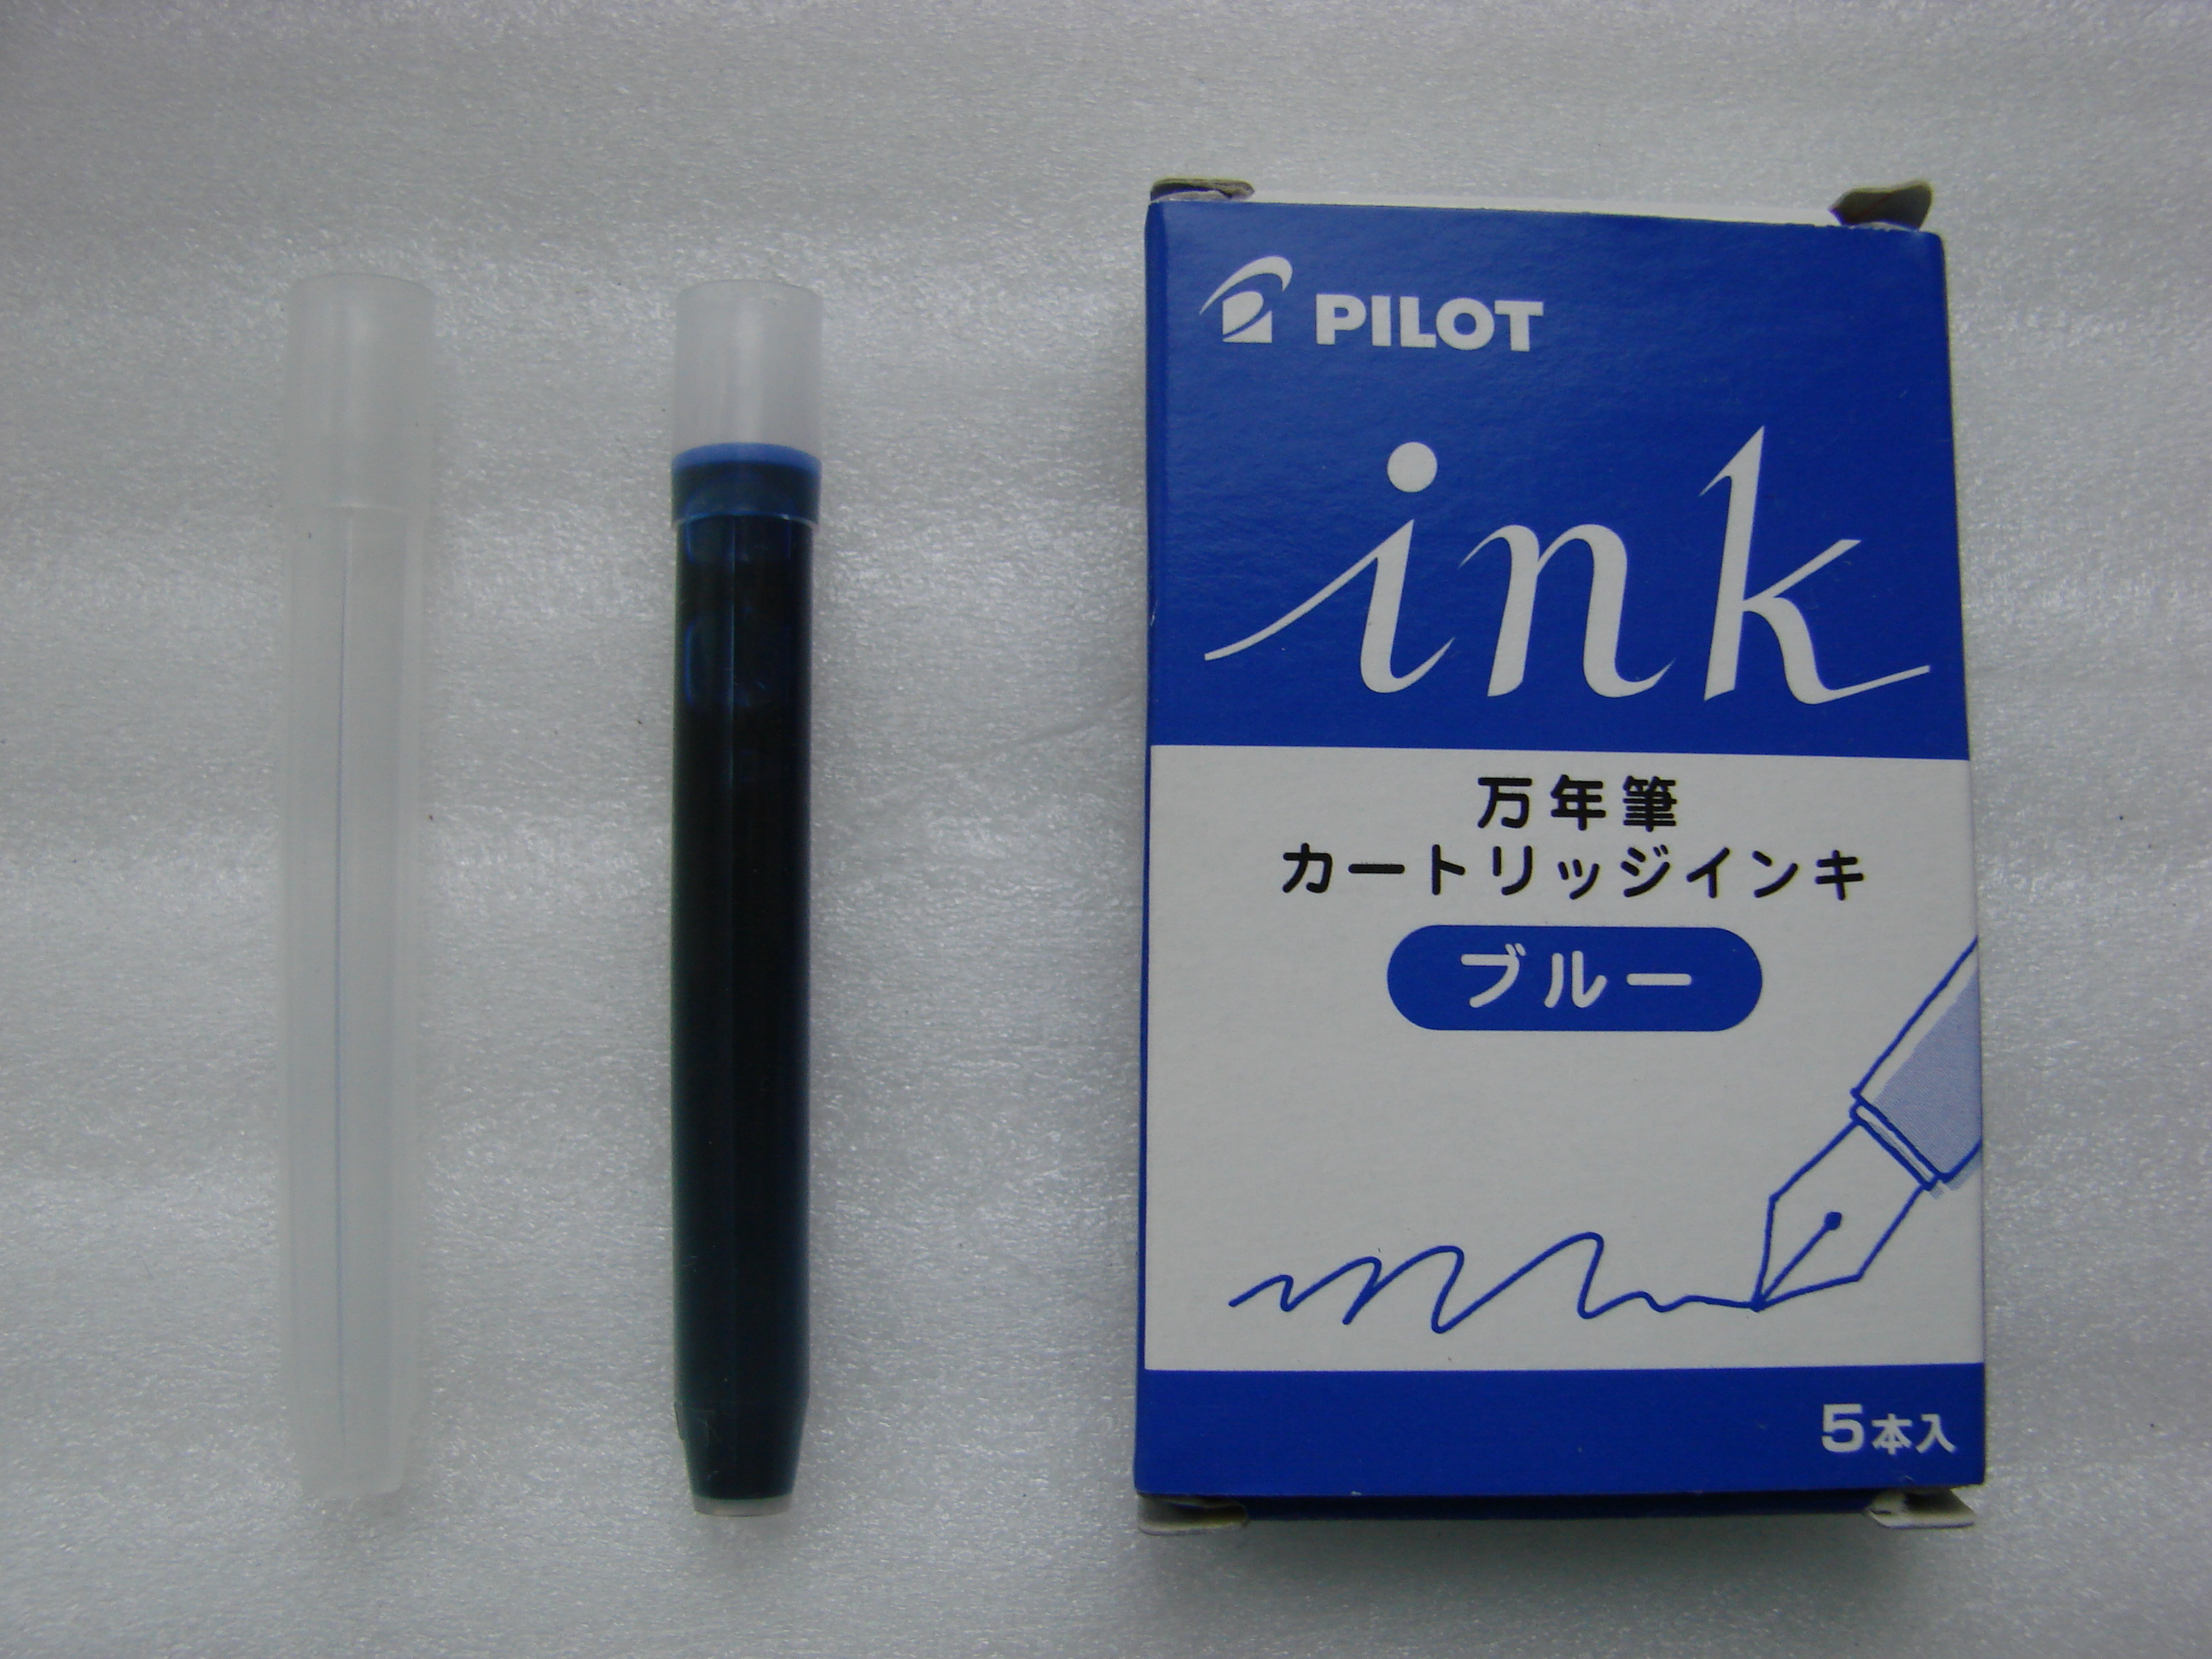 PILOT
ink
万年筆
カートリッジインキ
ブルー
5本入